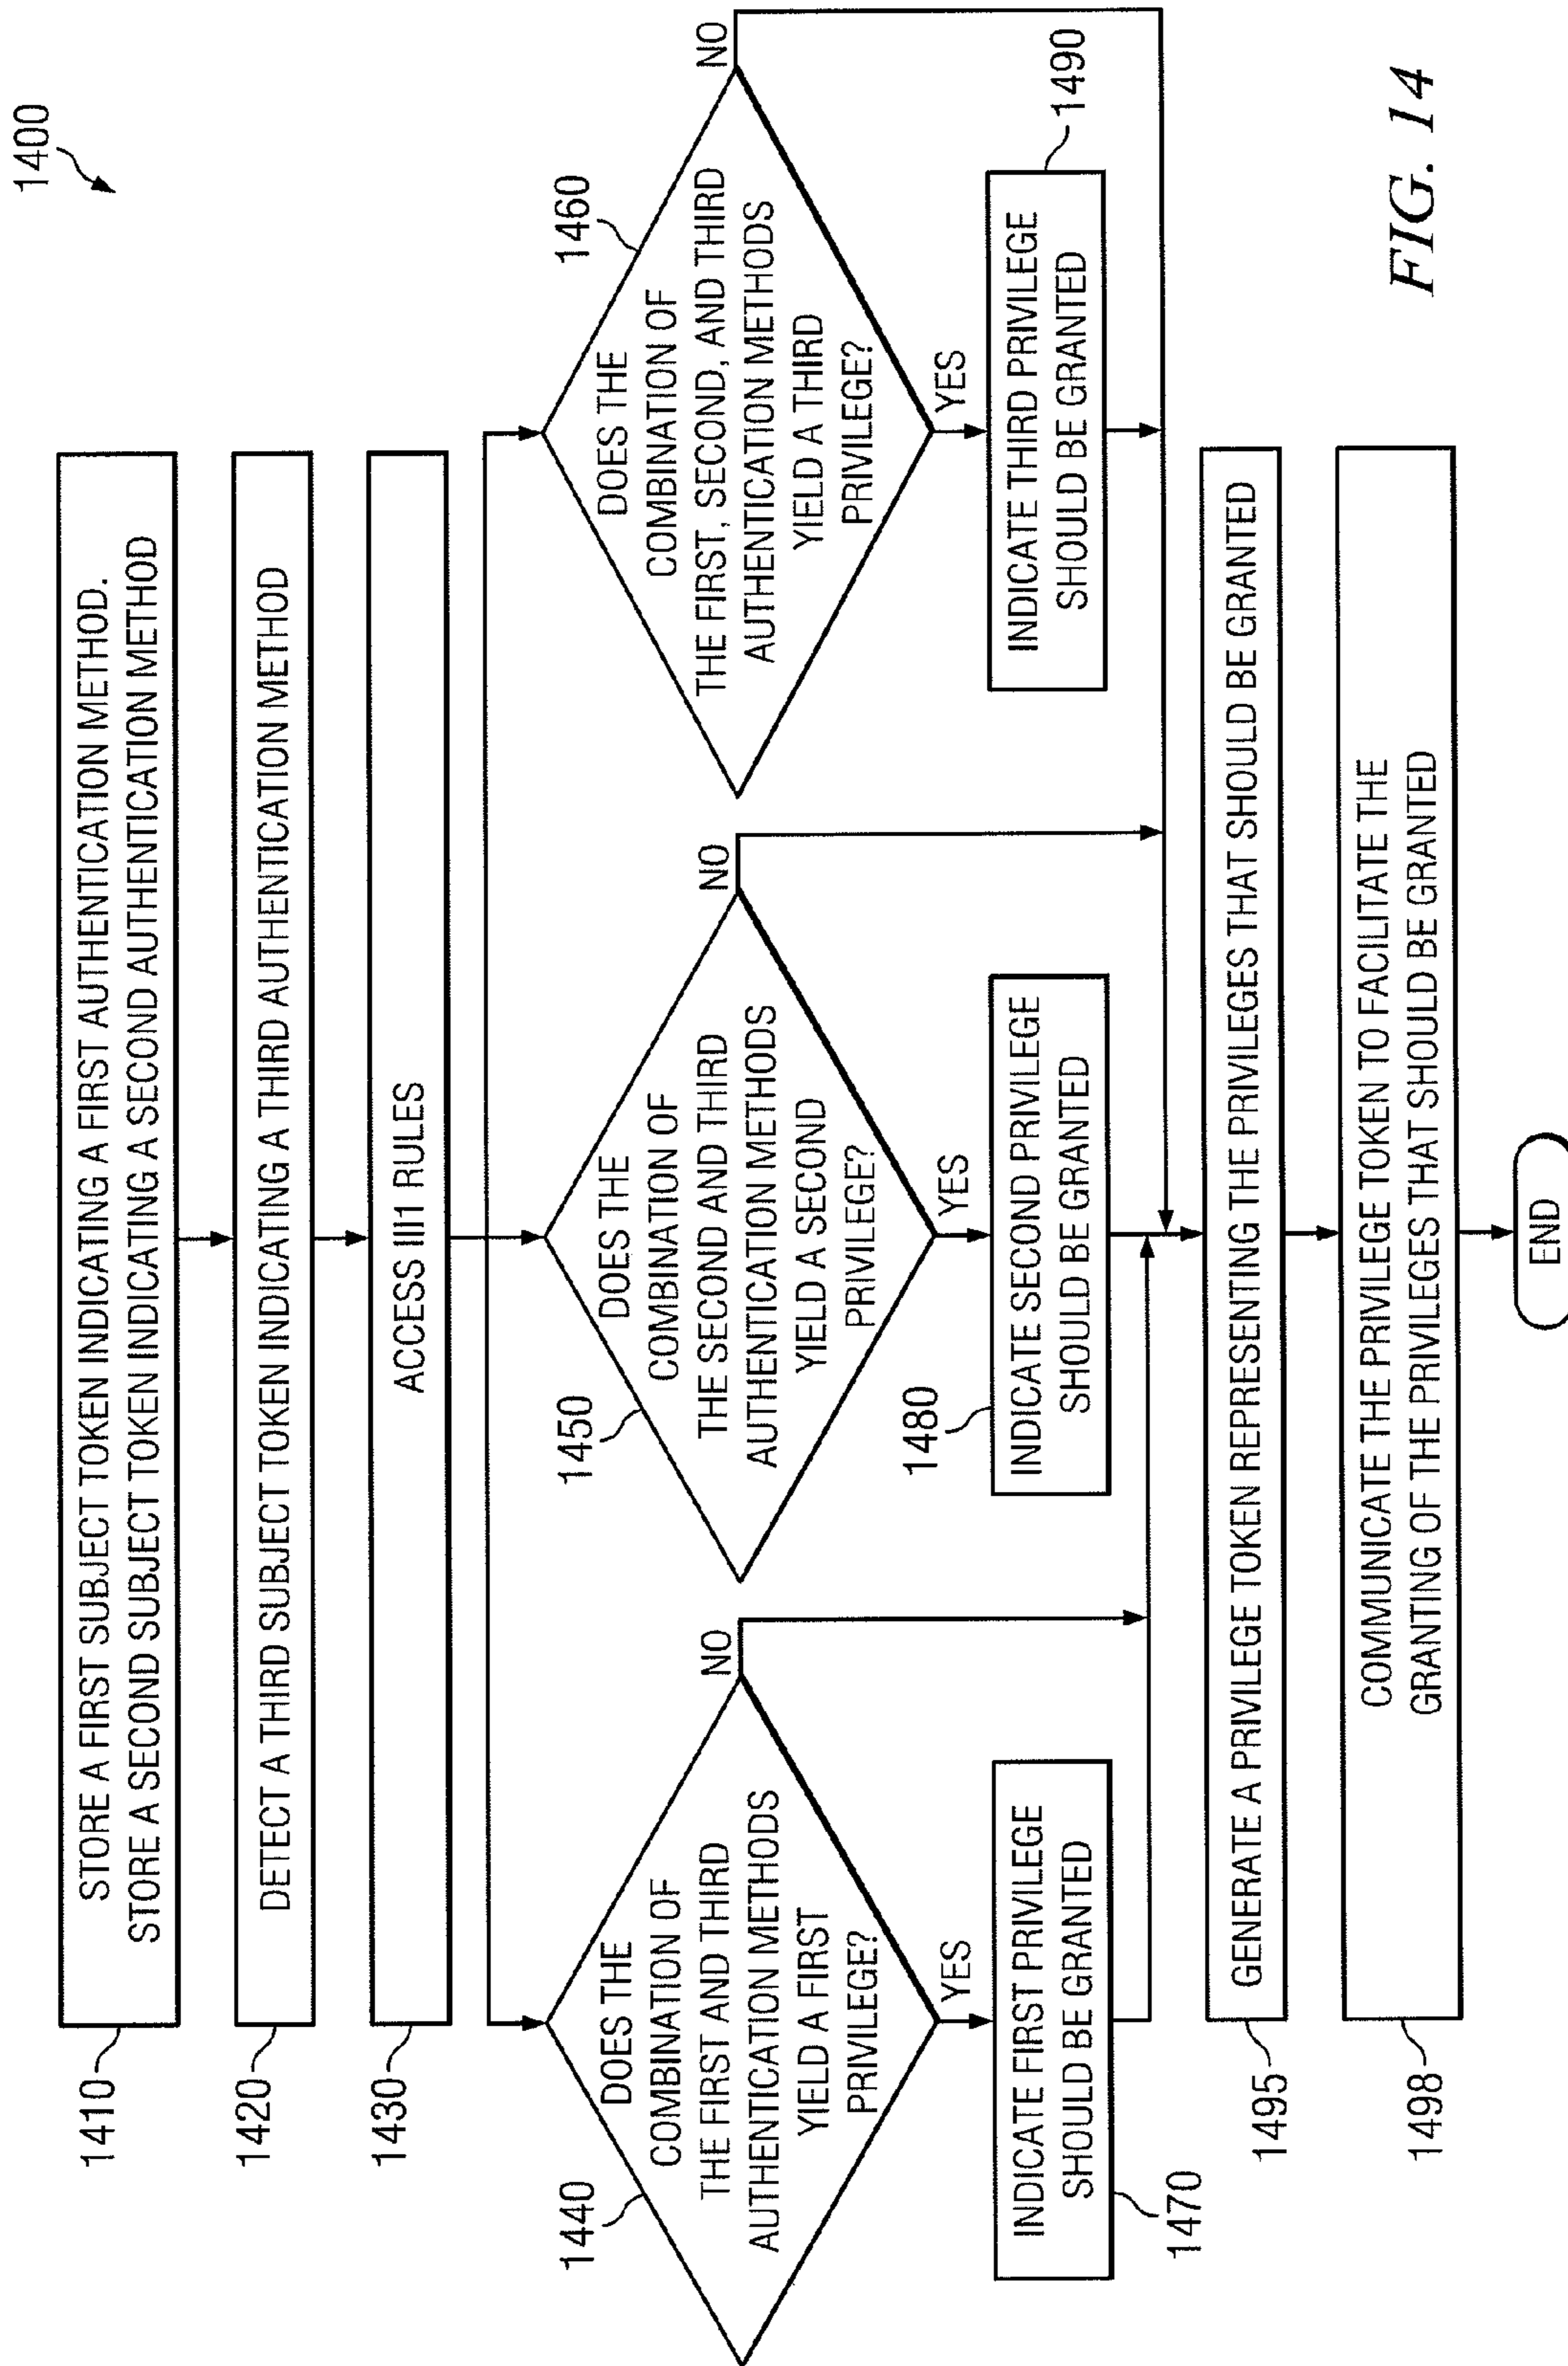 1400
1410
STORE A FIRST SUBJECT TOKEN INDICATING A FIRST AUTHENTICATION METHOD.
STORE A SECOND SUBJECT TOKEN INDICATING A SECOND AUTHENTICATION METHOD
1420
DETECT A THIRD SUBJECT TOKEN INDICATING A THIRD AUTHENTICATION METHOD
1430
ACCESS III1 RULES
1440
DOES THE
COMBINATION OF
THE FIRST AND THIRD
AUTHENTICATION METHODS
YIELD A FIRST
PRIVILEGE?
NO
YES
1450
DOES THE
COMBINATION OF
THE SECOND AND THIRD
AUTHENTICATION METHODS
YIELD A SECOND
PRIVILEGE?
NO
YES
1460
DOES THE
COMBINATION OF
THE FIRST, SECOND, AND THIRD
AUTHENTICATION METHODS
YIELD A THIRD
PRIVILEGE?
NO
YES
INDICATE FIRST PRIVILEGE
SHOULD BE GRANTED
1470
1480
INDICATE SECOND PRIVILEGE
SHOULD BE GRANTED
INDICATE THIRD PRIVILEGE
SHOULD BE GRANTED
1490
1495
GENERATE A PRIVILEGE TOKEN REPRESENTING THE PRIVILEGES THAT SHOULD BE GRANTED
1498
COMMUNICATE THE PRIVILEGE TOKEN TO FACILITATE THE
GRANTING OF THE PRIVILEGES THAT SHOULD BE GRANTED
END
FIG. 14